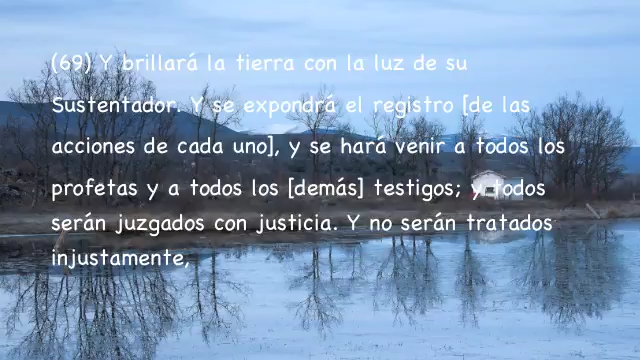 (69) Y brillará la tierra con la luz de su
Sustentador. Y se expondrá el registro [de las
acciones de cada uno], y se hará venir a todos los
profetas y a todos los [demás] testigos; y todos
serán juzgados con justicia. Y no serán tratados
injustamente,